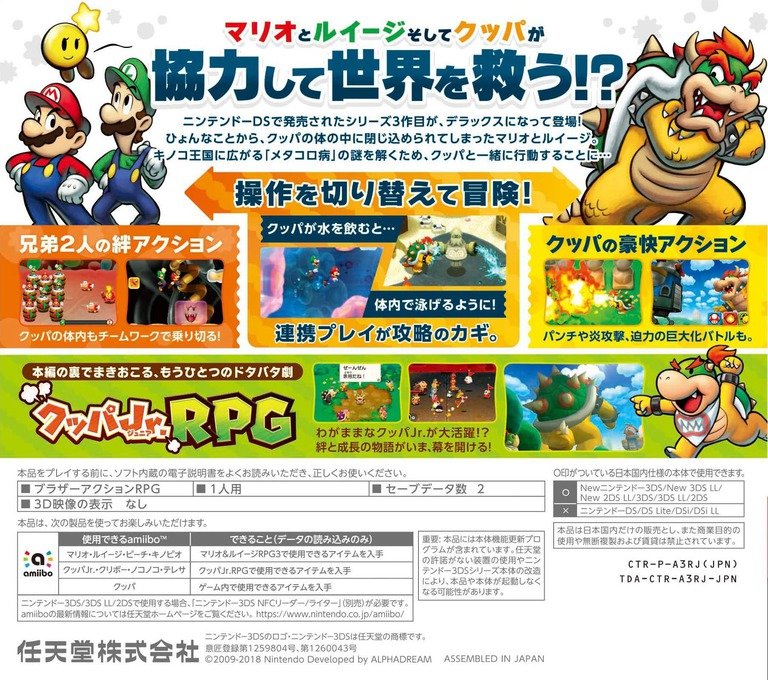 マリオとルイージそしてクッパが
協力して世界を救う!?
ニンテンドーDSで発売されたシリーズ3作目が、デラックスになって登場!
ひょんなことから、クッパの体の中に閉じ込められてしまったマリオとルイージ。
キノコ王国に広がる「メタコロ病」の謎を解くため、クッパと一緒に行動することに…
操作を切り替えて冒険!
兄弟2人の絆アクション
クッパの体内もチームワークで乗り切る!
クッパが水を飲むと…
体内で泳げるように!
連携プレイが攻略のカギ。
クッパの豪快アクション
パンチや炎攻撃、迫力の巨大化バトルも。
本編の裏でまきおこる、もうひとつのドタバタ劇
クッパJr.RPG
ジュニア
ぜーんぜん
わがままなクッパJr.が大活躍!?
絆と成長の物語がいま、幕を開ける!
本品をプレイする前に、ソフト内蔵の電子説明書をよくお読みいただき、正しくお使いください。
■ブラザーアクションRPG ■1人用 ■セーブデータ数 2
■3D映像の表示 なし
本品は、次の製品を使ってお楽しみいただけます。
amiibo
使用できるamiibo™ できること(データの読み込みのみ)
マリオ・ルイージ・ピーチ・キノピオ マリオ&ルイージRPG3で使用できるアイテムを入手
クッパJr.・クリボー・ノコノコ・テレサ クッパJr.RPGで使用できるアイテムを入手
クッパ ゲーム内で使用できるアイテムを入手
ニンテンドー3DS/3DS LL/2DSで使用する場合、「ニンテンドー3DS NFCリーダー/ライター」(別売)が必要です。
amiiboの最新情報については任天堂ホームページをご覧ください。https://www.nintendo.co.jp/amiibo/
重要:本品には本体機能更新プ
ログラムが含まれています。任天堂
の許諾がない装置の使用やニン
テンドー3DSシリーズ本体の改造
により、本品や本体が起動しなく
なる可能性があります。
O印がついている日本国内仕様の本体で使用できます。
○ Newニンテンドー3DS/New 3DS LL/
New 2DS LL/3DS/3DS LL/2DS
× ニンテンドーDS/DS Lite/DSi/DSi LL
本品は日本国内だけの販売とし、また商業目的の
使用や無断複製および賃貸は禁止されています。
CTR-P-A3RJ(JPN)
TDA-CTR-A3RJ-JPN
任天堂株式会社
ニンテンドー3DSのロゴ・ニンテンドー3DSは任天堂の商標です。
意匠登録第1259804号、第1260043号
©2009-2018 Nintendo Developed by ALPHADREAM ASSEMBLED IN JAPAN